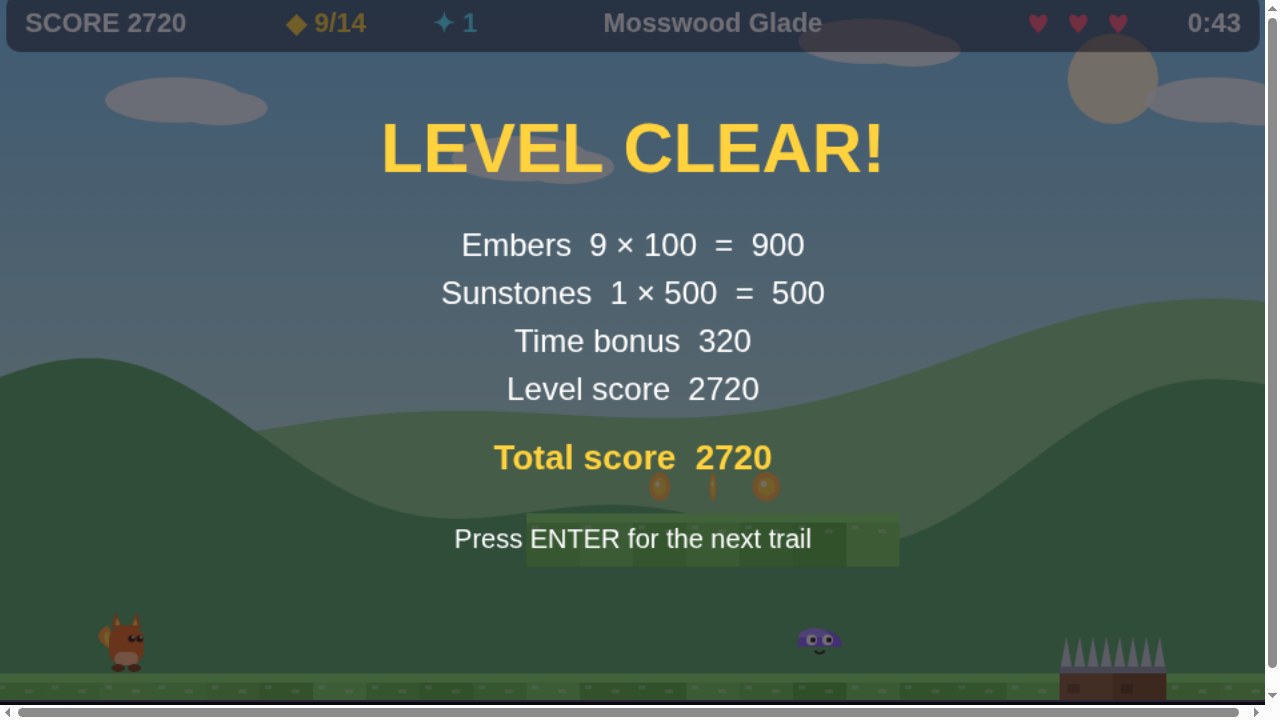 SCORE 2720 ◆ 9/14 ✦ 1 Mosswood Glade ♥ ♥ ♥ 0:43
LEVEL CLEAR!
Embers 9 × 100 = 900
Sunstones 1 × 500 = 500
Time bonus 320
Level score 2720
Total score 2720
Press ENTER for the next trail